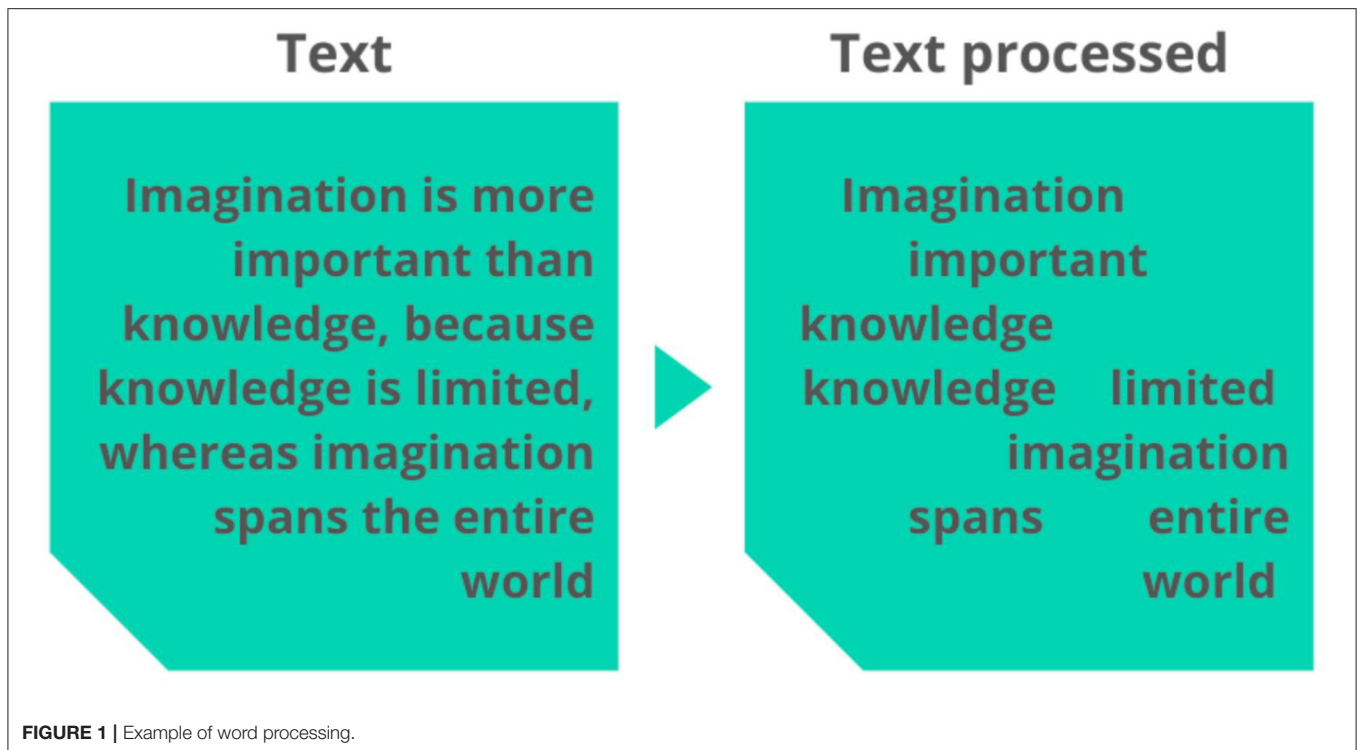 Text
Imagination is more
important than
knowledge, because
knowledge is limited,
whereas imagination
spans the entire
world
Text processed
Imagination
important
knowledge
knowledge limited
imagination
spans entire
world
FIGURE 1 | Example of word processing.